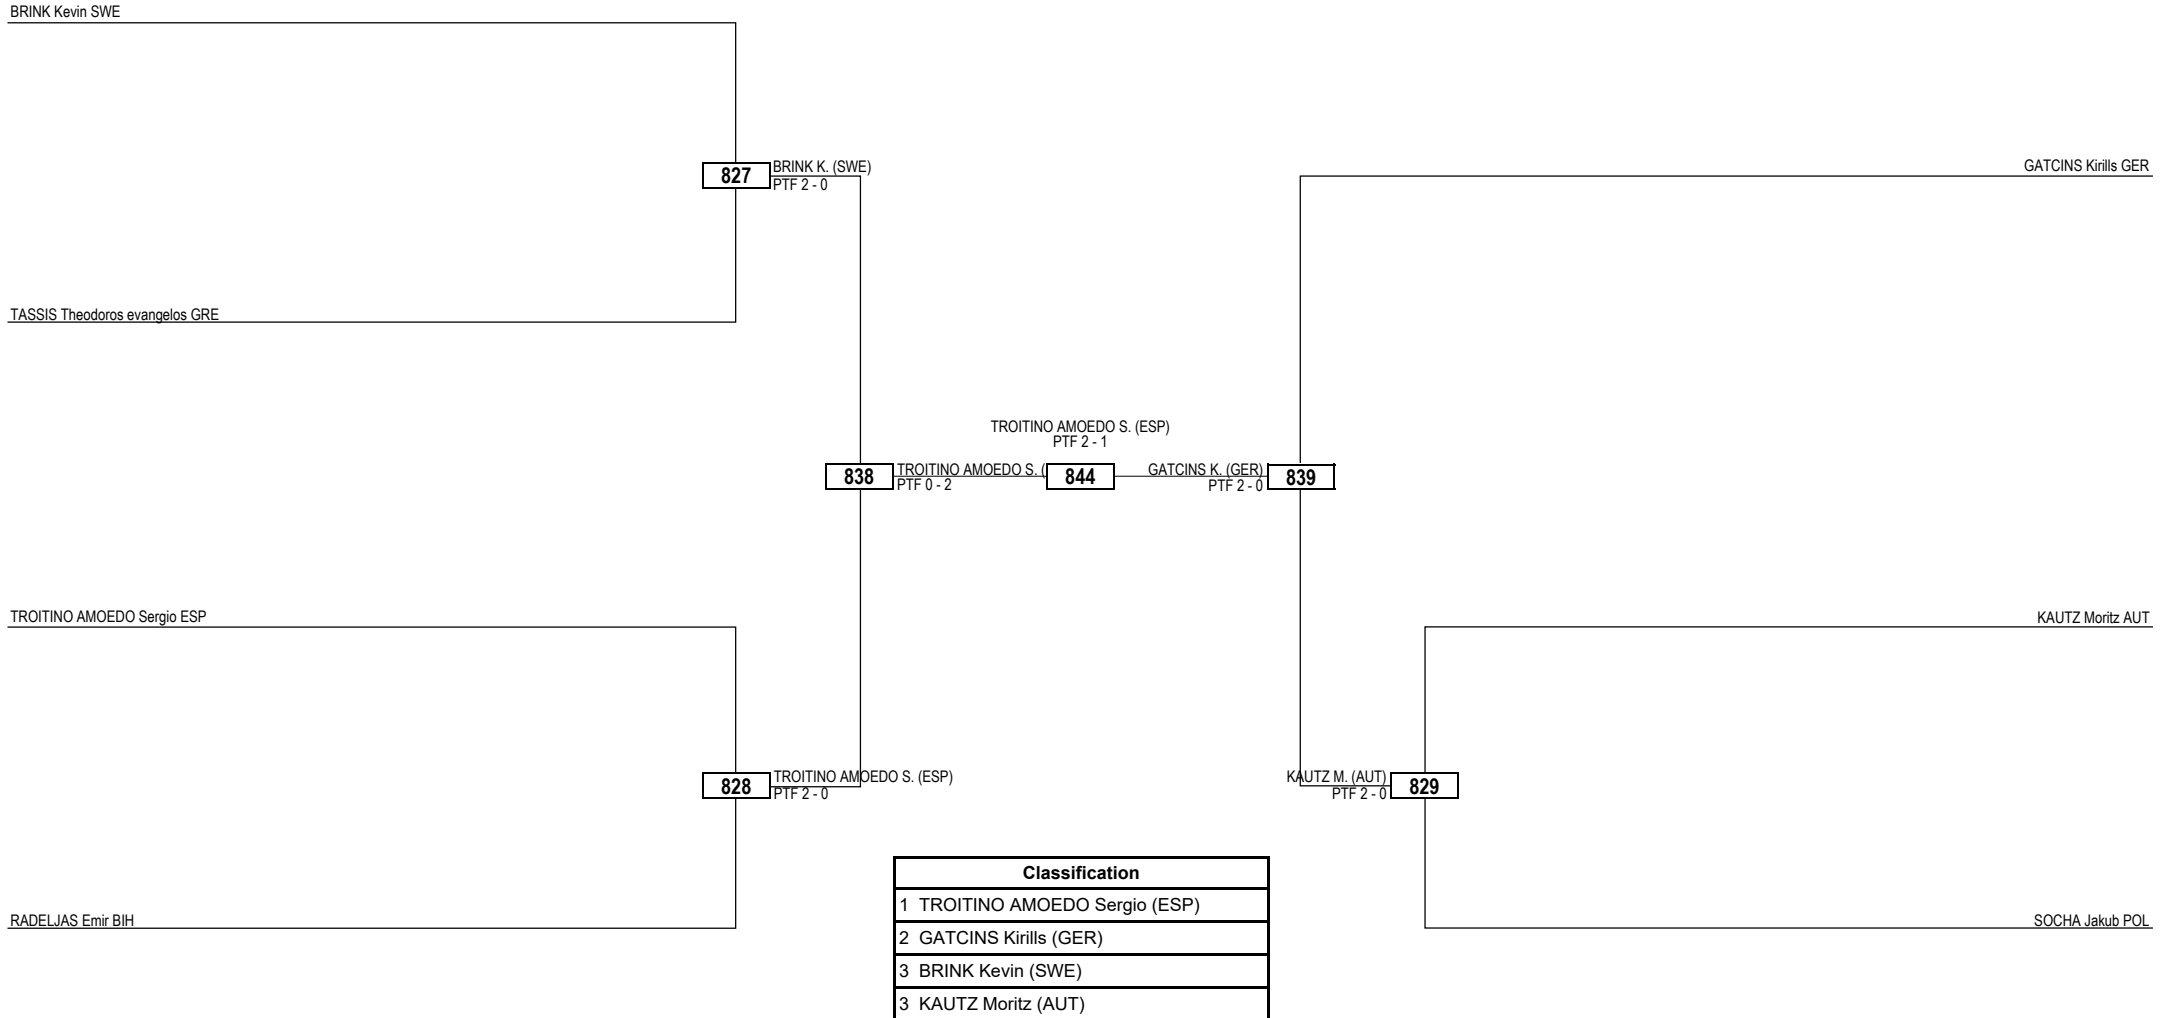 BRINK Kevin SWE
827
BRINK K. (SWE)
PTF 2 - 0
GATCINS Kirills GER
TASSIS Theodoros evangelos GRE
TROITINO AMOEDO S. (ESP)
PTF 2 - 1
838
TROITINO AMOEDO S. (
PTF 0 - 2
844
GATCINS K. (GER)
PTF 2 - 0
839
TROITINO AMOEDO Sergio ESP
KAUTZ Moritz AUT
828
TROITINO AMOEDO S. (ESP)
PTF 2 - 0
KAUTZ M. (AUT)
PTF 2 - 0
829
RADELJAS Emir BIH
SOCHA Jakub POL
Classification
1 TROITINO AMOEDO Sergio (ESP)
2 GATCINS Kirills (GER)
3 BRINK Kevin (SWE)
3 KAUTZ Moritz (AUT)